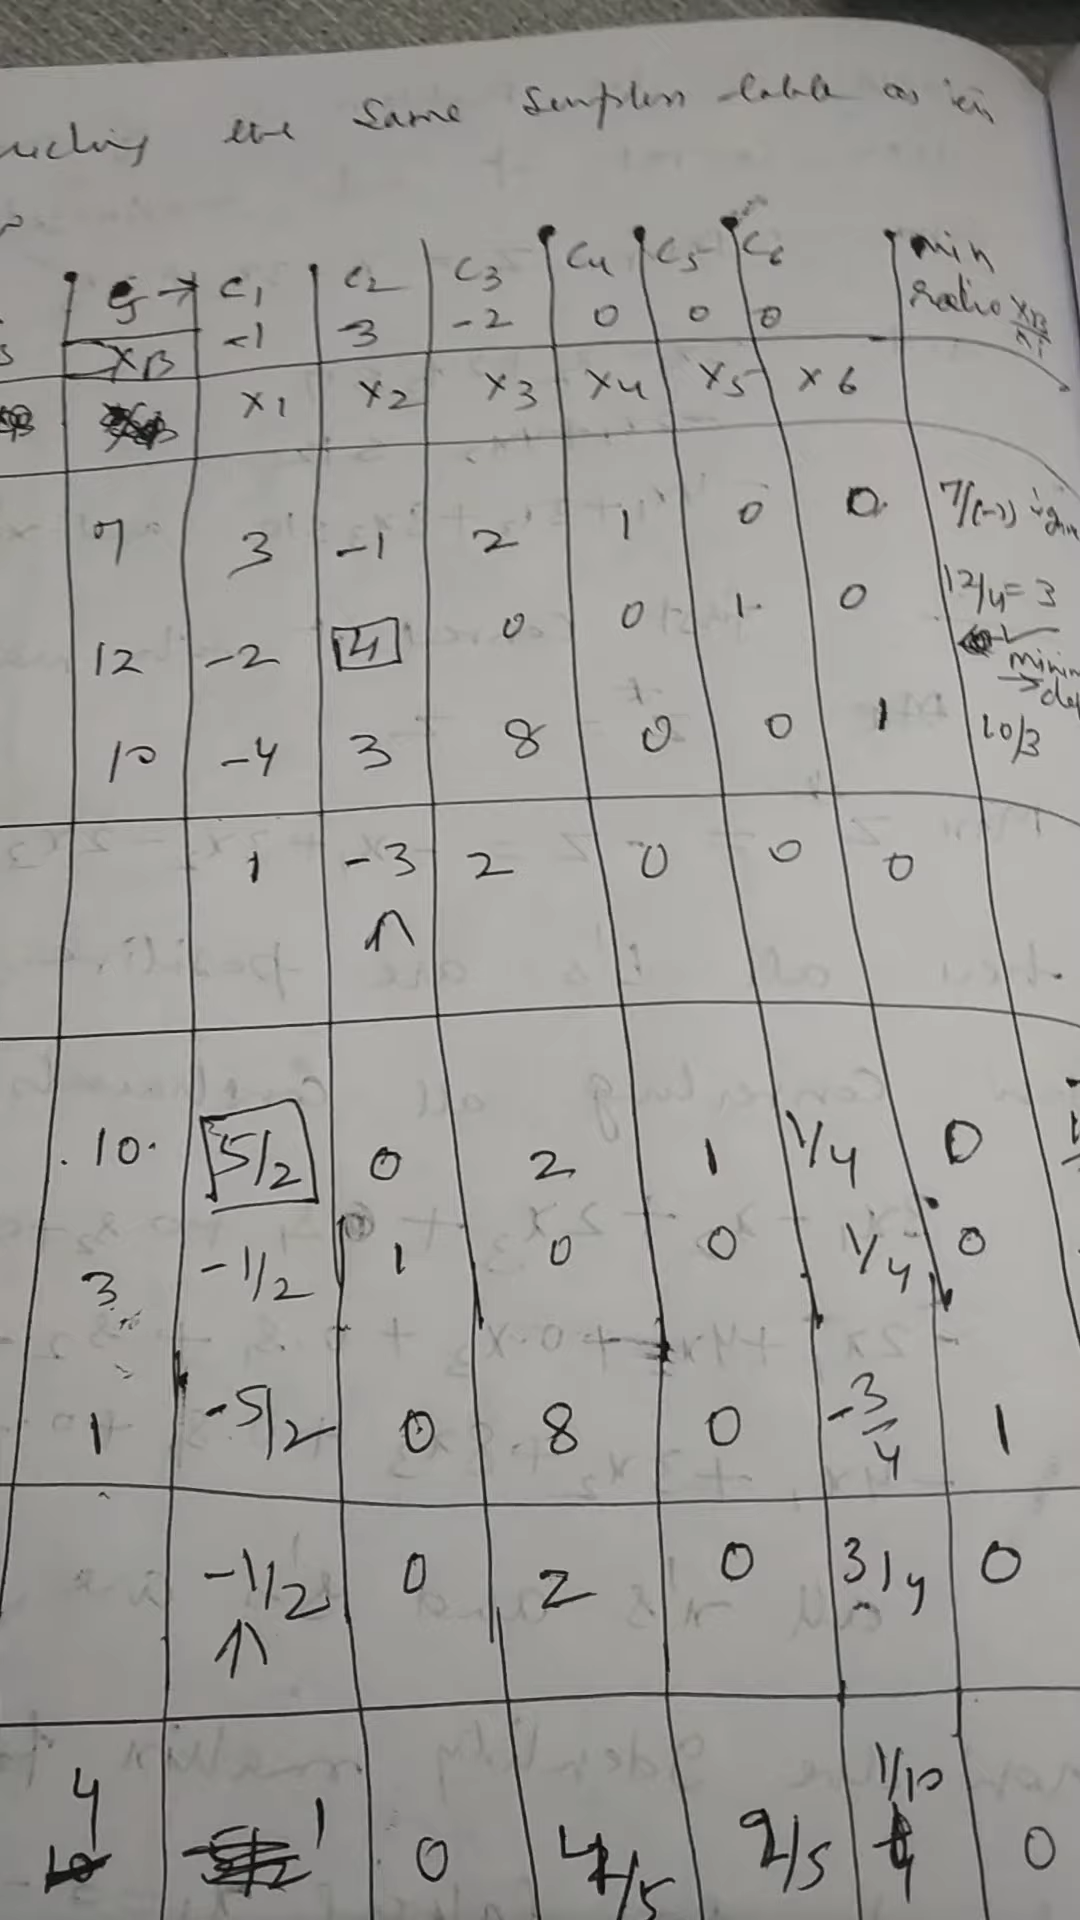 the same simplex table as in
Cj → C1 C2 C3 C4 C5 C6 min
XB -1 3 -2 0 0 0 ratio XB
x1 x2 x3 x4 x5 x6
7 3 -1 2 1 0 0 7/(-1)
12 -2 4 0 0 1 0 12/4 = 3
10 -4 3 8 0 0 1 10/3
1 -3 2 0 0 0
↑
10 5/2 0 2 1 1/4 0
3 -1/2 1 0 0 1/4 0
1 -5/2 0 8 0 -3/4 1
-1/2 0 2 0 3/4 0
↑
4 1 0 4/5 2/5 1/10 0